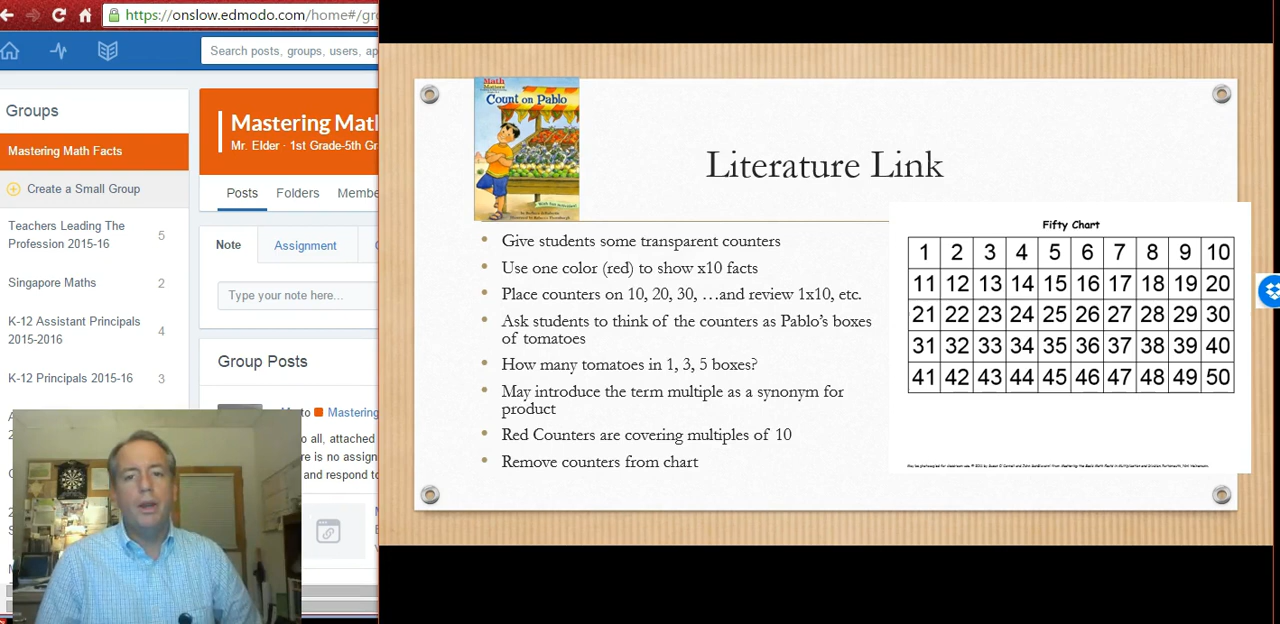 https://onslow.edmodo.com/home#/gr
Search posts, groups, users, ap
Groups
Mastering Math Facts
Create a Small Group
Teachers Leading The
Profession 2015-16
5
Singapore Maths
2
K-12 Assistant Principals
2015-2016
4
K-12 Principals 2015-16
3
Mastering Mat
Mr. Elder · 1st Grade-5th Gr
Posts
Folders
Membe
Note
Assignment
Type your note here...
Group Posts
to
Mastering
o all, attached
re is no assign
and respond to
Math
Matters
Count on Pablo
Literature Link
Give students some transparent counters
Use one color (red) to show x10 facts
Place counters on 10, 20, 30, …and review 1x10, etc.
Ask students to think of the counters as Pablo's boxes
of tomatoes
How many tomatoes in 1, 3, 5 boxes?
May introduce the term multiple as a synonym for
product
Red Counters are covering multiples of 10
Remove counters from chart
Fifty Chart
1 2 3 4 5 6 7 8 9 10
11 12 13 14 15 16 17 18 19 20
21 22 23 24 25 26 27 28 29 30
31 32 33 34 35 36 37 38 39 40
41 42 43 44 45 46 47 48 49 50